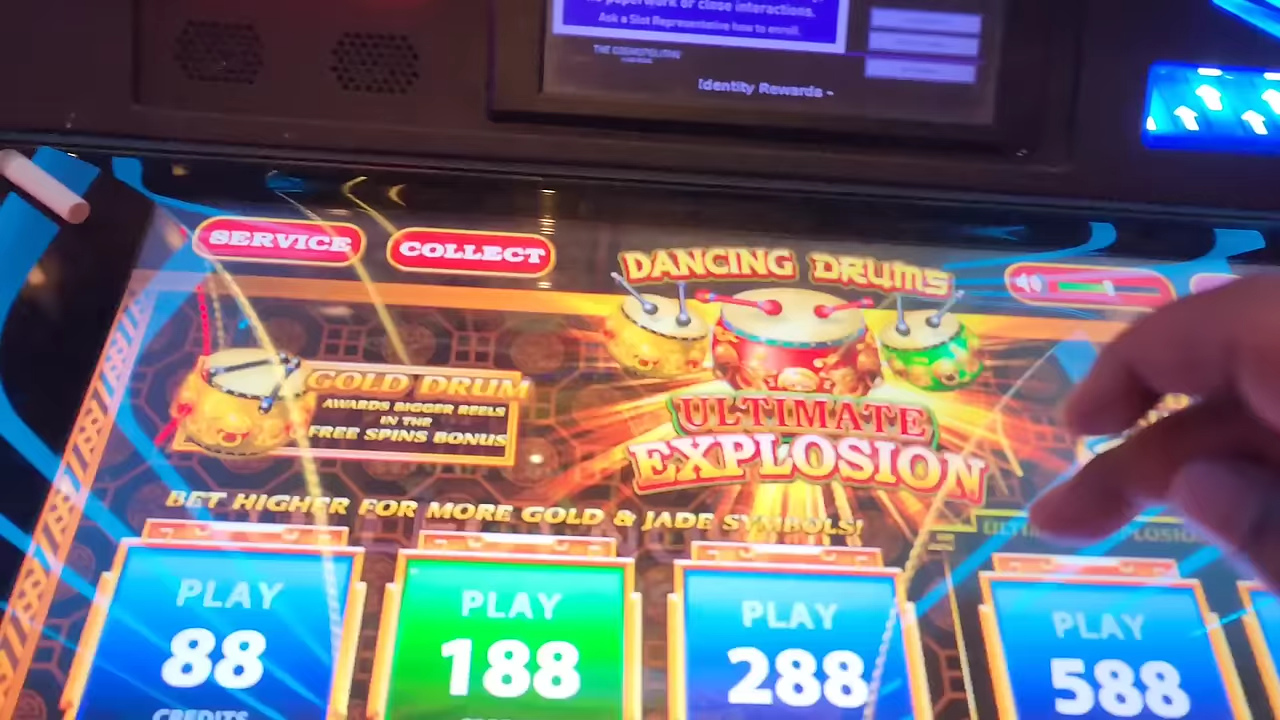 no paperwork or close interactions.
Ask a Slot Representative how to enroll.
THE COSMOPOLITAN
Identity Rewards -
SERVICE
COLLECT
DANCING DRUMS
ULTIMATE
EXPLOSION
GOLD DRUM
AWARDS BIGGER REELS
IN THE
FREE SPINS BONUS
BET HIGHER FOR MORE GOLD & JADE SYMBOLS!
PLAY
88
CREDITS
PLAY
188
PLAY
288
PLAY
588